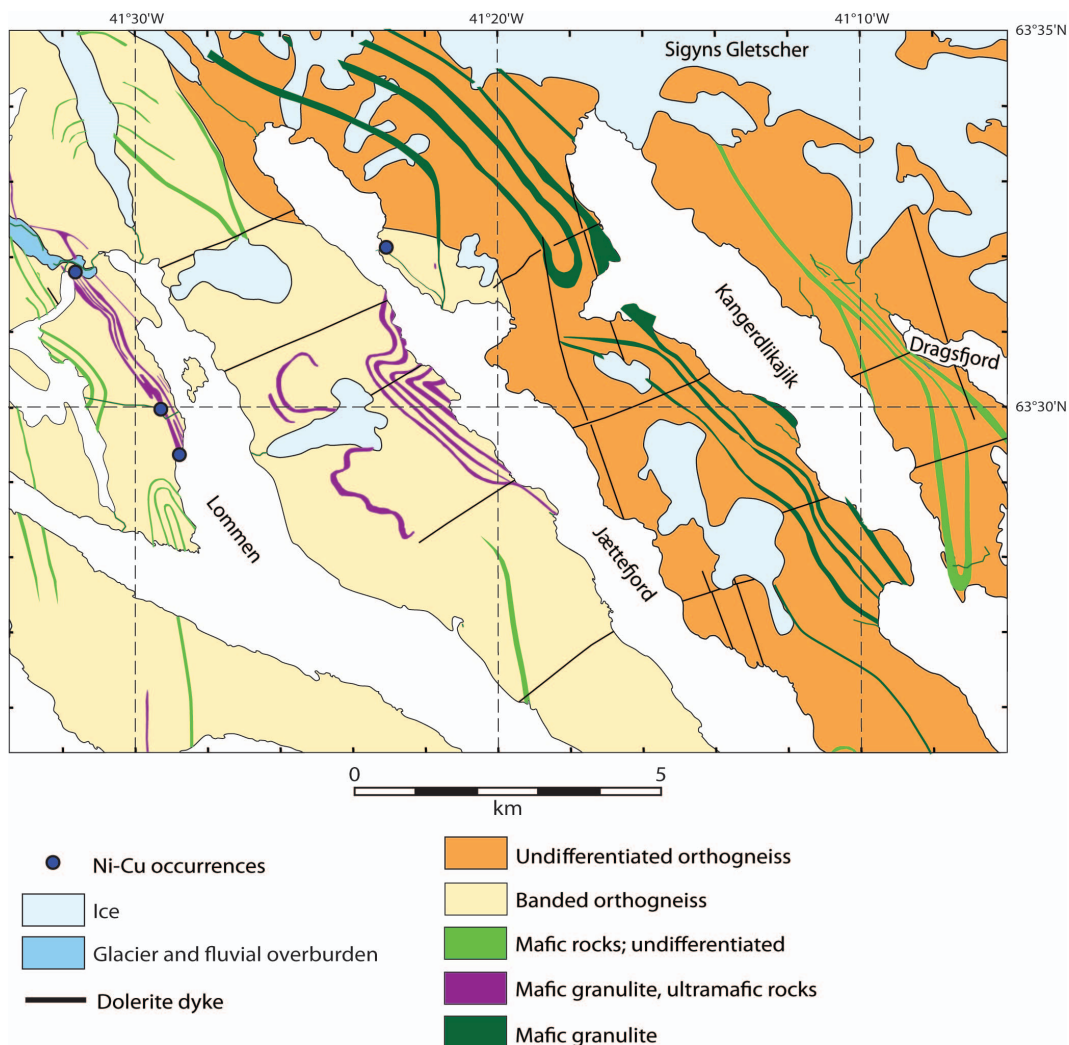 41°30'W
41°20'W
41°10'W
63°35'N
Sigyns Gletscher
Kangerdlikajik
Dragsfjord
63°30'N
Lommen
Jættefjord
0
5
km
Ni-Cu occurrences
Ice
Glacier and fluvial overburden
Dolerite dyke
Undifferentiated orthogneiss
Banded orthogneiss
Mafic rocks; undifferentiated
Mafic granulite, ultramafic rocks
Mafic granulite